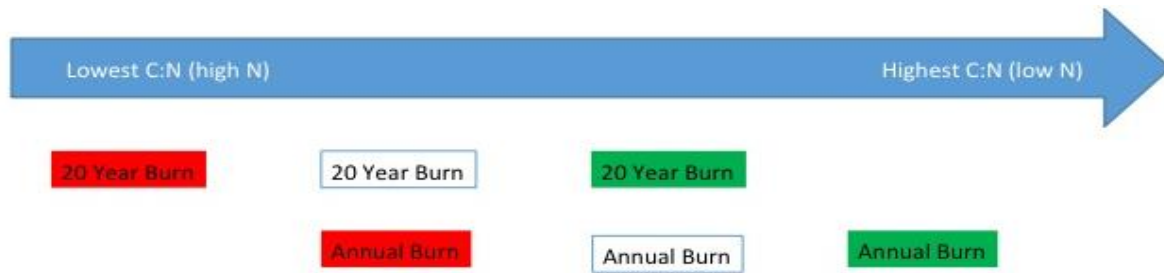 Lowest C:N (high N)
Highest C:N (low N)
20 Year Burn
20 Year Burn
20 Year Burn
Annual Burn
Annual Burn
Annual Burn